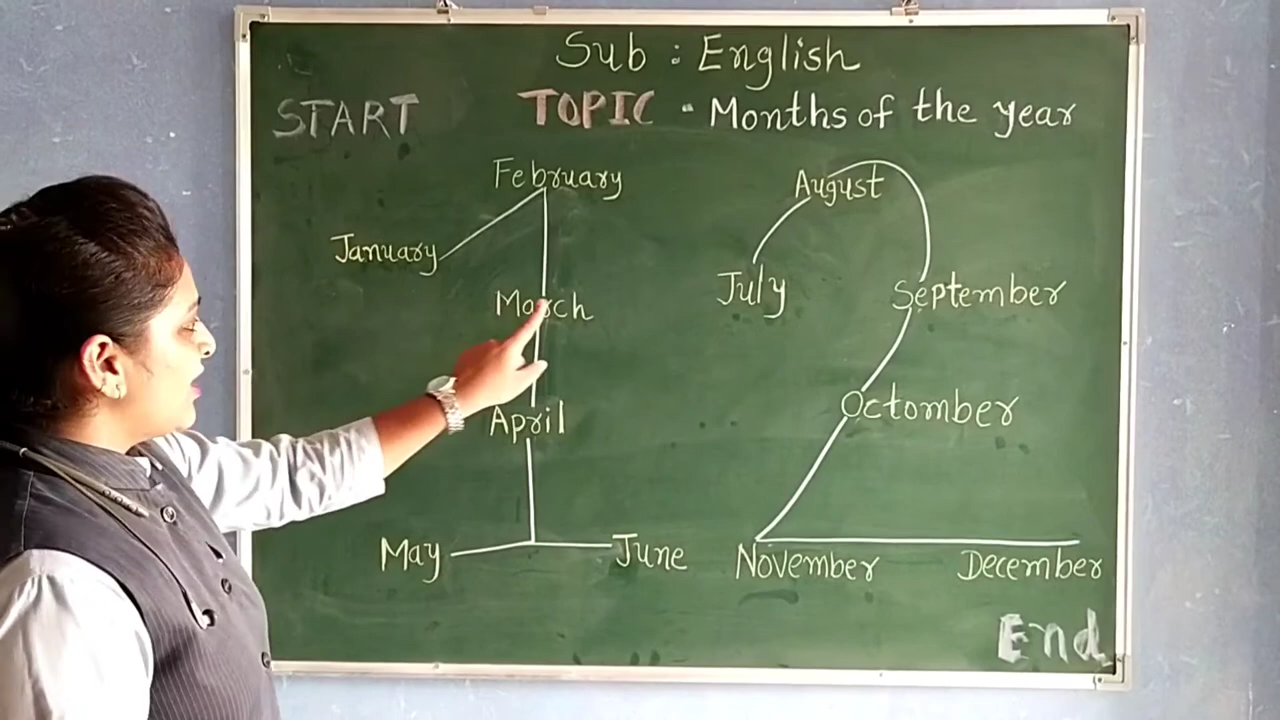 Sub : English
START TOPIC - Months of the year
February
January
March
April
May June
August
July
September
Octomber
November December
End